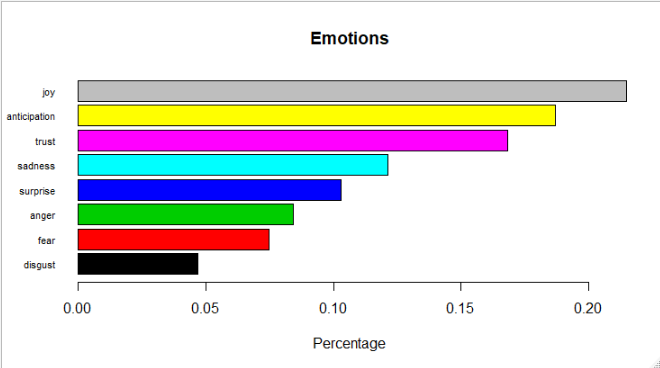 Emotions
joy
anticipation
trust
sadness
surprise
anger
fear
disgust
0.00 0.05 0.10 0.15 0.20
Percentage